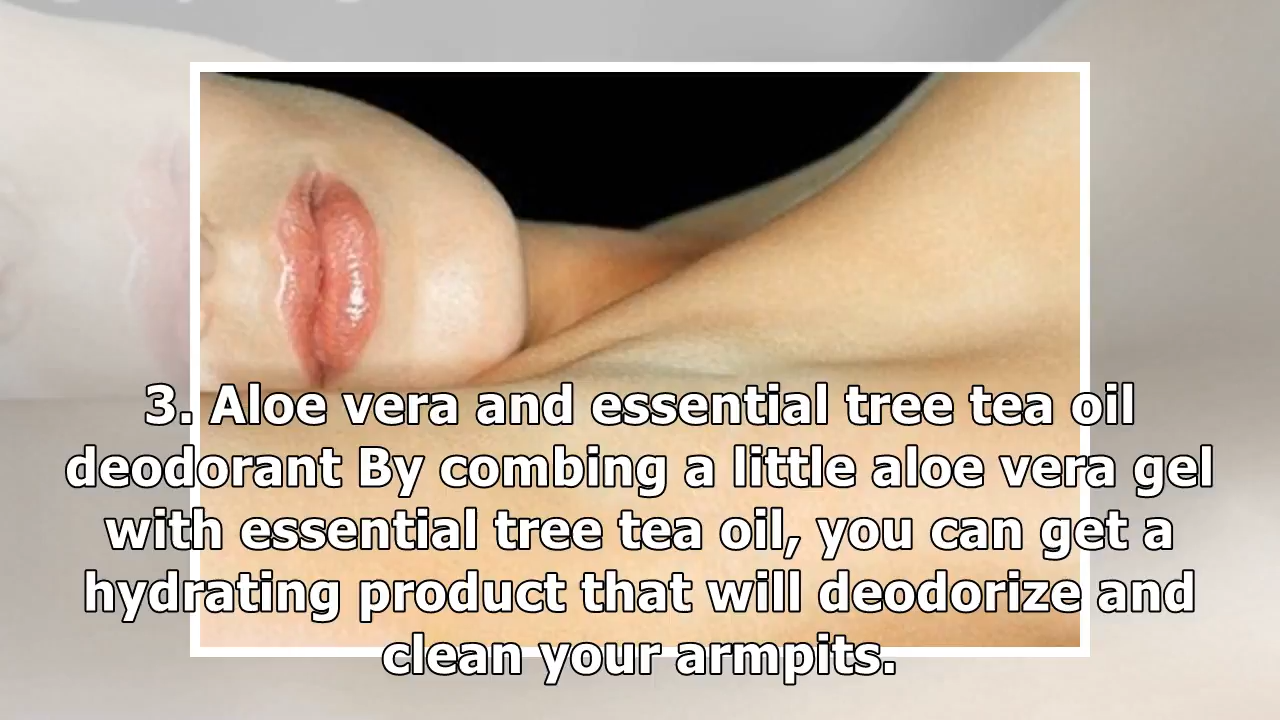 3. Aloe vera and essential tree tea oil
deodorant By combing a little aloe vera gel
with essential tree tea oil, you can get a
hydrating product that will deodorize and
clean your armpits.